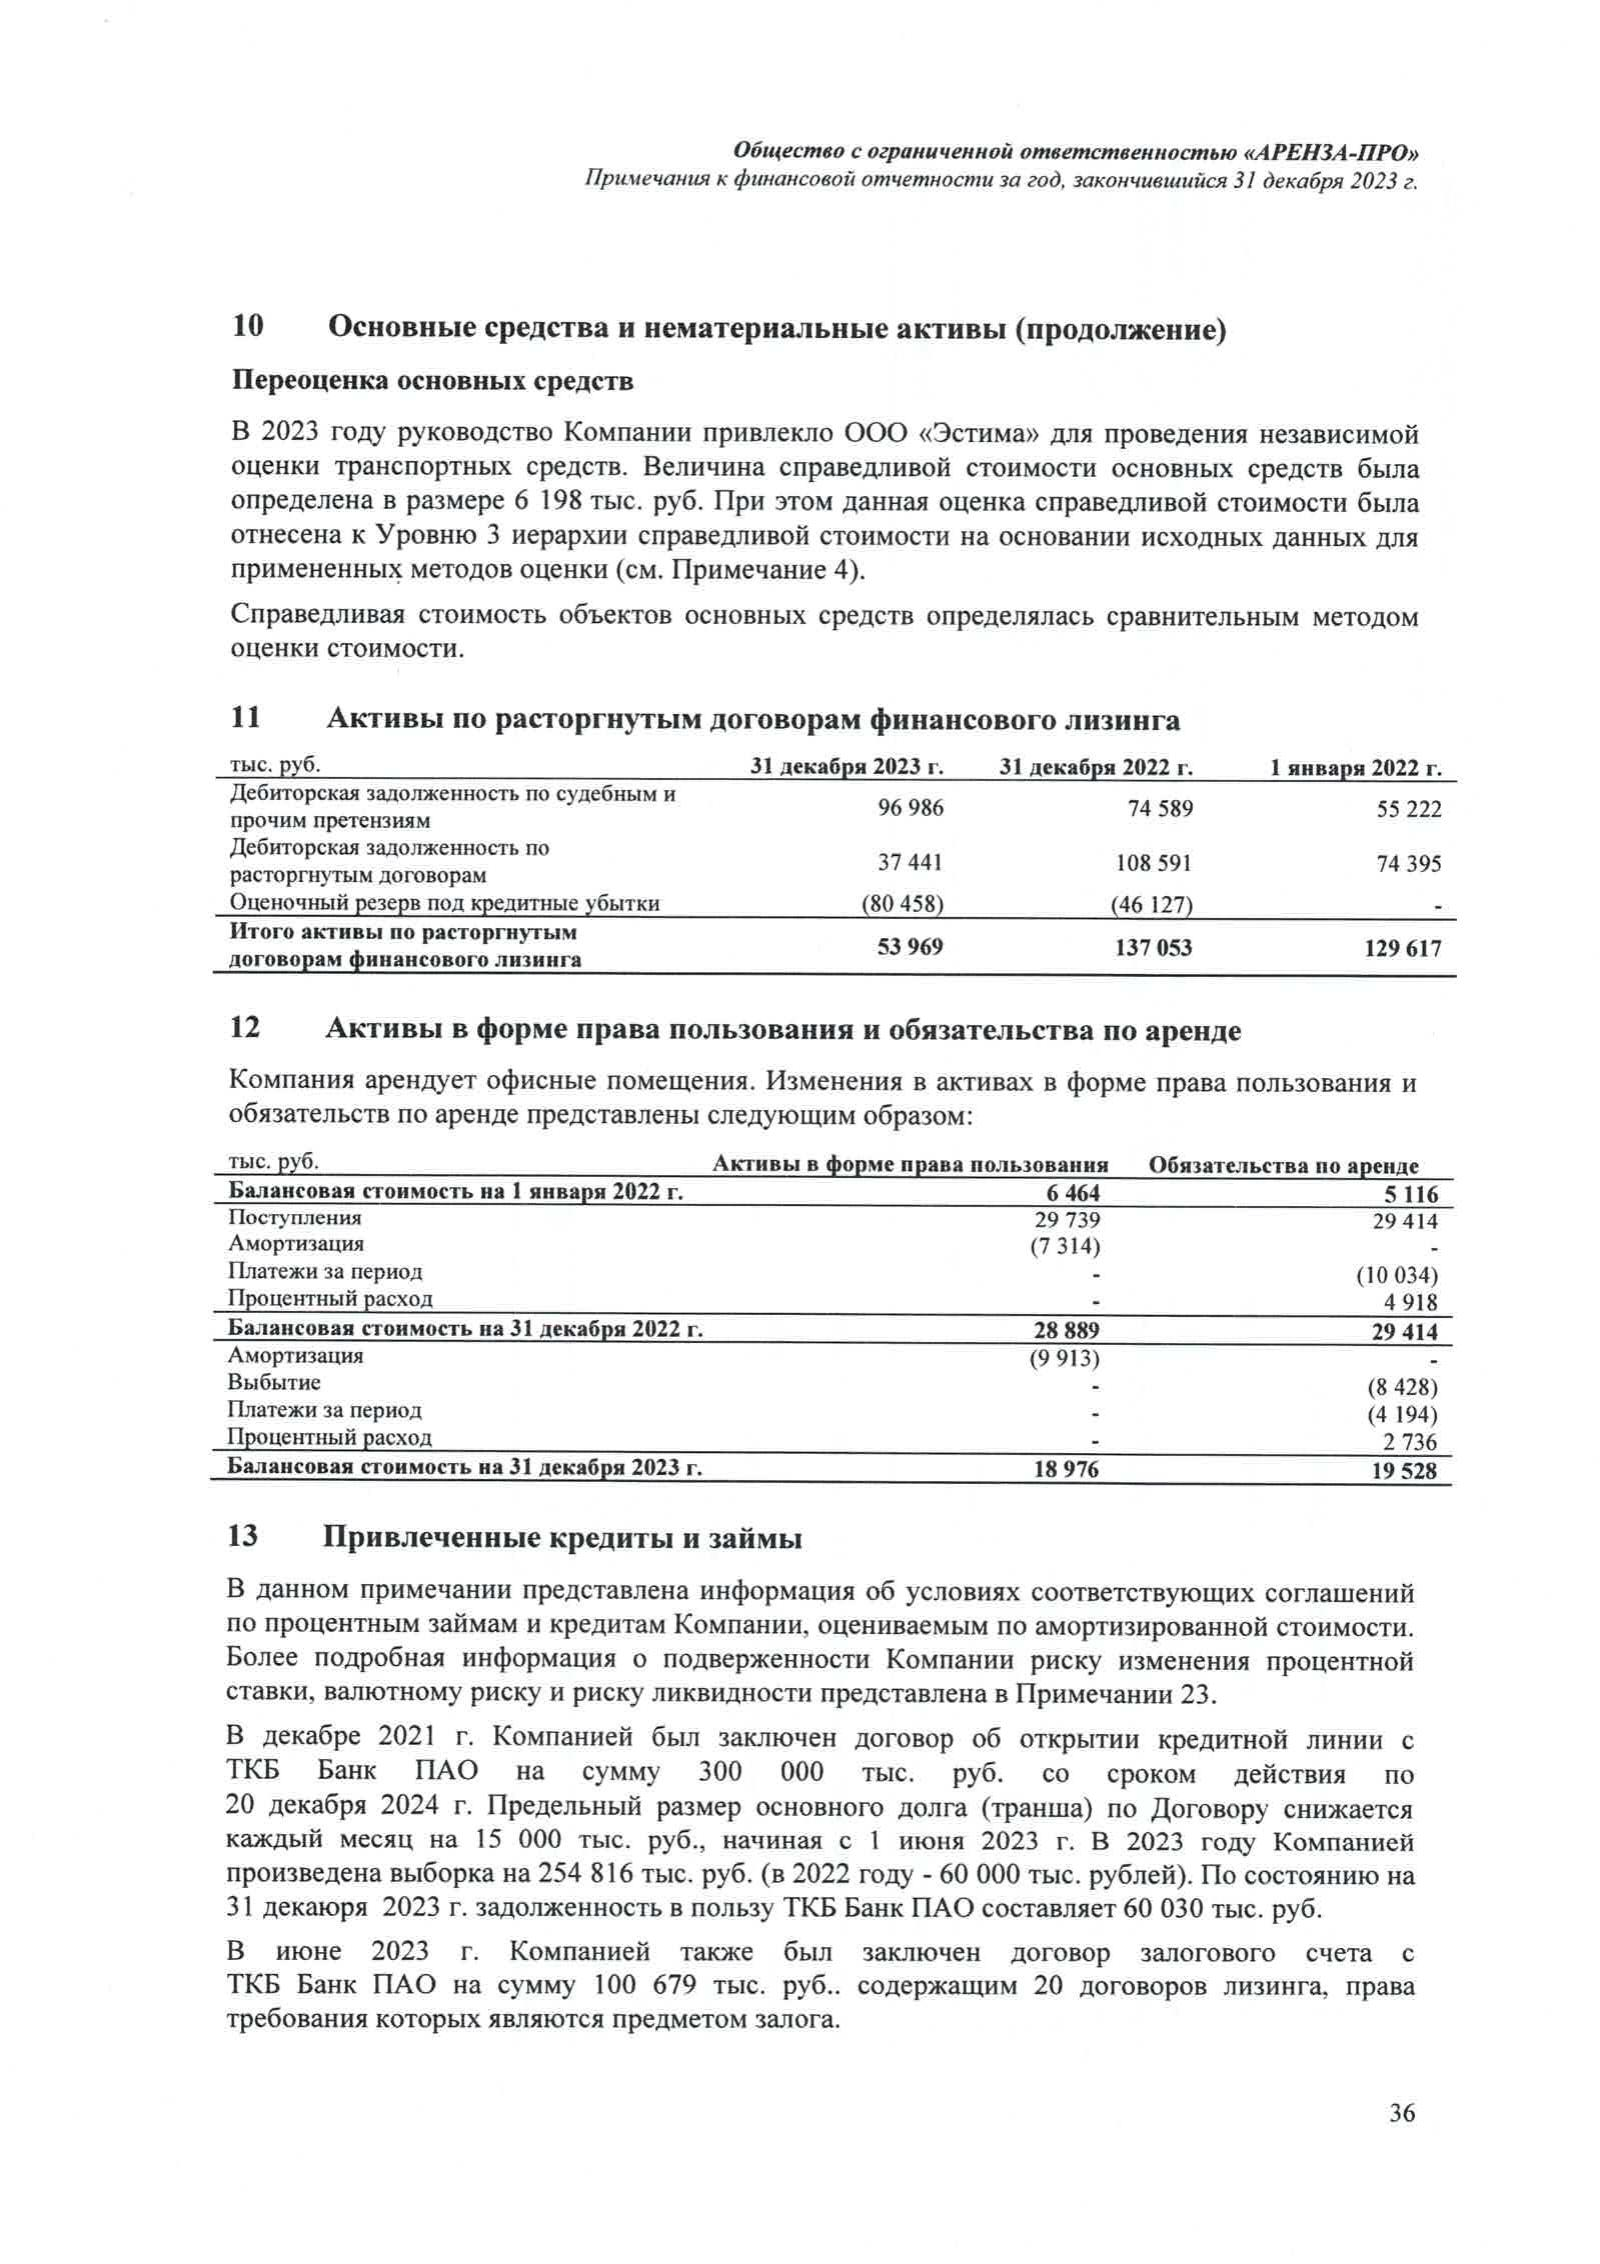 Общество с ограниченной ответственностью «АРЕНЗА-ПРО»
Примечания к финансовой отчетности за год, закончившийся 31 декабря 2023 г.
10 Основные средства и нематериальные активы (продолжение)
Переоценка основных средств
В 2023 году руководство Компании привлекло ООО «Эстима» для проведения независимой
оценки транспортных средств. Величина справедливой стоимости основных средств была
определена в размере 6 198 тыс. руб. При этом данная оценка справедливой стоимости была
отнесена к Уровню 3 иерархии справедливой стоимости на основании исходных данных для
примененных методов оценки (см. Примечание 4).
Справедливая стоимость объектов основных средств определялась сравнительным методом
оценки стоимости.
11 Активы по расторгнутым договорам финансового лизинга
тыс. руб. 31 декабря 2023 г. 31 декабря 2022 г. 1 января 2022 г.
Дебиторская задолженность по судебным и
прочим претензиям 96 986 74 589 55 222
Дебиторская задолженность по
расторгнутым договорам 37 441 108 591 74 395
Оценочный резерв под кредитные убытки (80 458) (46 127) -
Итого активы по расторгнутым
договорам финансового лизинга 53 969 137 053 129 617
12 Активы в форме права пользования и обязательства по аренде
Компания арендует офисные помещения. Изменения в активах в форме права пользования и
обязательств по аренде представлены следующим образом:
тыс. руб. Активы в форме права пользования Обязательства по аренде
Балансовая стоимость на 1 января 2022 г. 6 464 5 116
Поступления 29 739 29 414
Амортизация (7 314) -
Платежи за период - (10 034)
Процентный расход - 4 918
Балансовая стоимость на 31 декабря 2022 г. 28 889 29 414
Амортизация (9 913) -
Выбытие - (8 428)
Платежи за период - (4 194)
Процентный расход - 2 736
Балансовая стоимость на 31 декабря 2023 г. 18 976 19 528
13 Привлеченные кредиты и займы
В данном примечании представлена информация об условиях соответствующих соглашений
по процентным займам и кредитам Компании, оцениваемым по амортизированной стоимости.
Более подробная информация о подверженности Компании риску изменения процентной
ставки, валютному риску и риску ликвидности представлена в Примечании 23.
В декабре 2021 г. Компанией был заключен договор об открытии кредитной линии с
ТКБ Банк ПАО на сумму 300 000 тыс. руб. со сроком действия по
20 декабря 2024 г. Предельный размер основного долга (транша) по Договору снижается
каждый месяц на 15 000 тыс. руб., начиная с 1 июня 2023 г. В 2023 году Компанией
произведена выборка на 254 816 тыс. руб. (в 2022 году - 60 000 тыс. рублей). По состоянию на
31 декаюря 2023 г. задолженность в пользу ТКБ Банк ПАО составляет 60 030 тыс. руб.
В июне 2023 г. Компанией также был заключен договор залогового счета с
ТКБ Банк ПАО на сумму 100 679 тыс. руб.. содержащим 20 договоров лизинга, права
требования которых являются предметом залога.
36